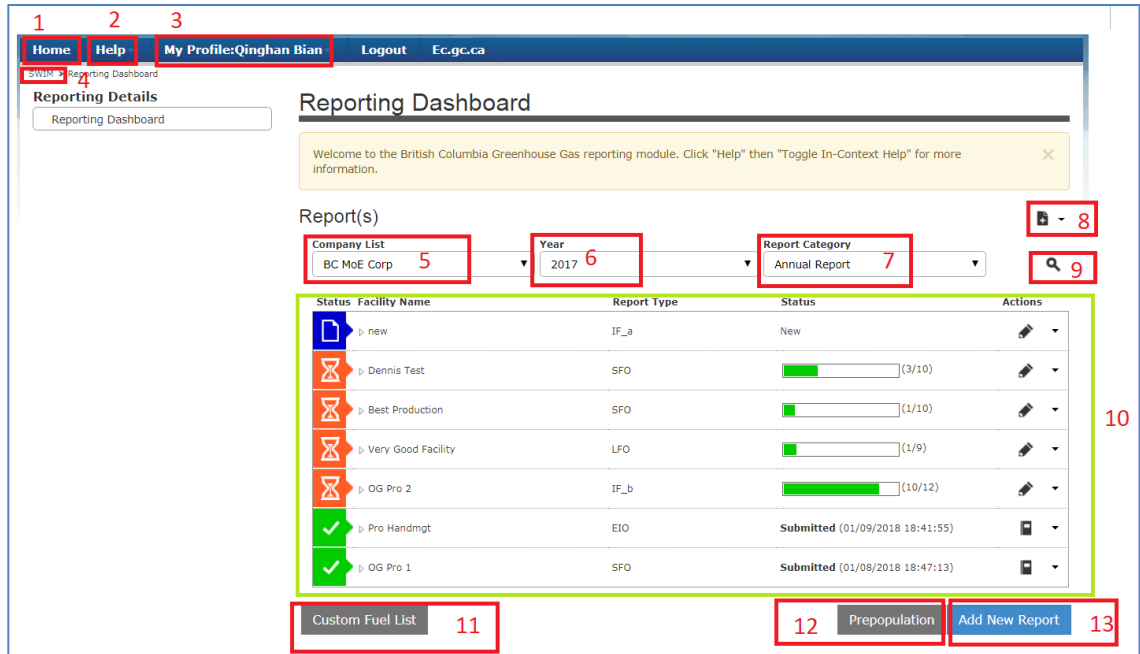 1 2 3
Home Help My Profile:Qinghan Bian Logout Ec.gc.ca
SWIM > Reporting Dashboard
4
Reporting Details
Reporting Dashboard
Reporting Dashboard
Welcome to the British Columbia Greenhouse Gas reporting module. Click "Help" then "Toggle In-Context Help" for more
information.
Report(s)
8
Company List Year Report Category
BC MoE Corp 5 2017 6 Annual Report 7 9
Status Facility Name Report Type Status Actions
new IF_a New
Dennis Test SFO (3/10)
Best Production SFO (1/10)
10
Very Good Facility LFO (1/9)
OG Pro 2 IF_b (10/12)
Pro Handmgt EIO Submitted (01/09/2018 18:41:55)
OG Pro 1 SFO Submitted (01/08/2018 18:47:13)
Custom Fuel List 11 12 Prepopulation Add New Report 13